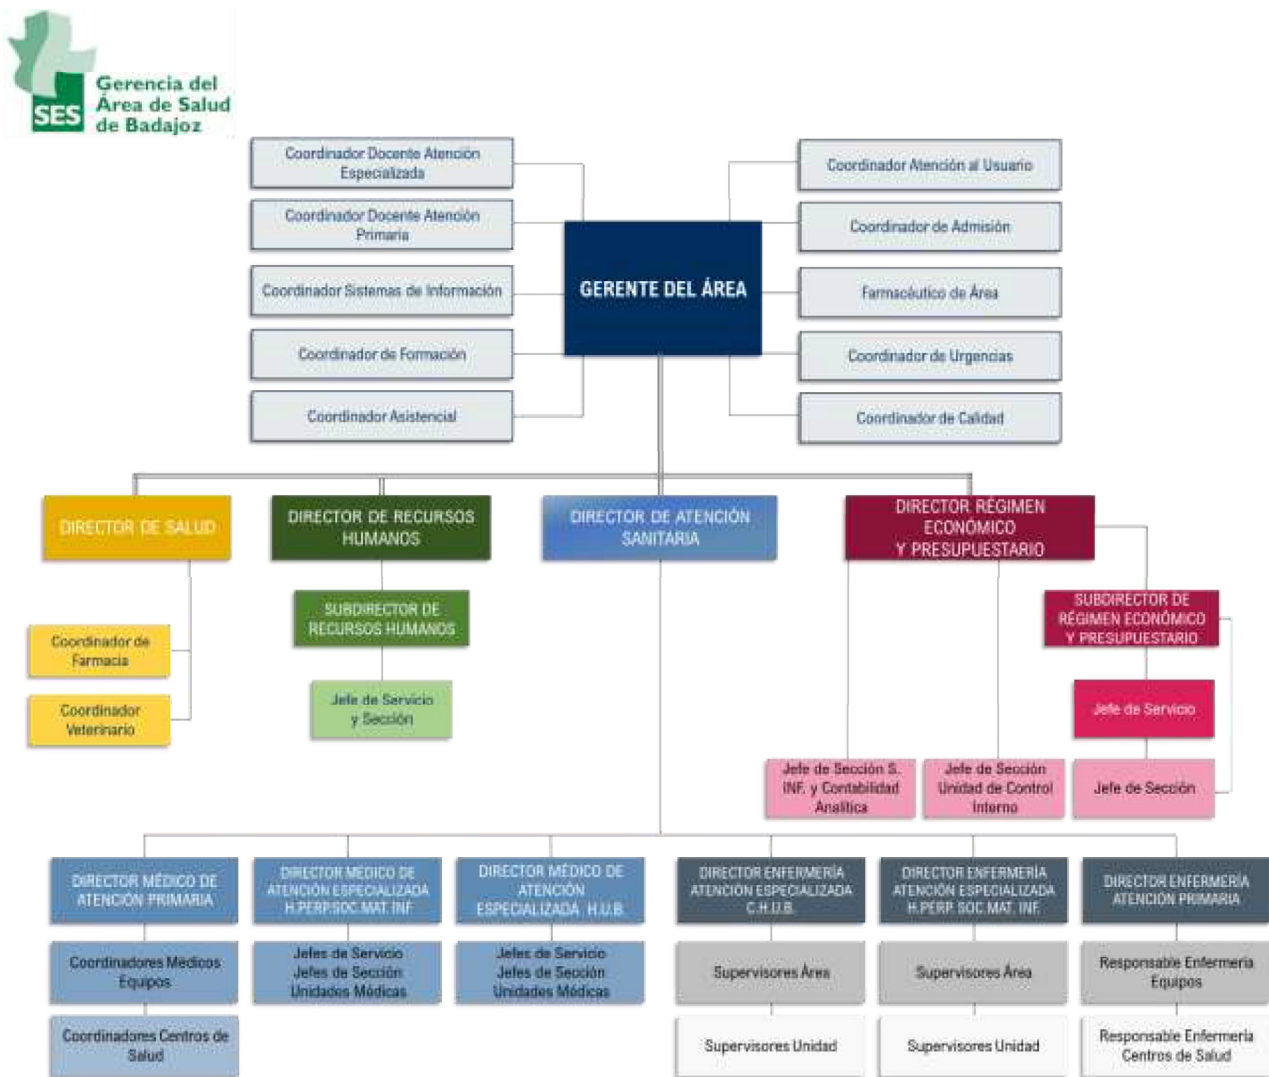 SES
Gerencia del
Área de Salud
de Badajoz
Coordinador Docente Atención
Especializada
Coordinador Docente Atención
Primaria
Coordinador Sistemas de Información
Coordinador de Formación
Coordinador Asistencial
GERENTE DEL ÁREA
Coordinador Atención al Usuario
Coordinador de Admisión
Farmacéutico de Área
Coordinador de Urgencias
Coordinador de Calidad
DIRECTOR DE SALUD
DIRECTOR DE RECURSOS
HUMANOS
DIRECTOR DE ATENCIÓN
SANITARIA
DIRECTOR RÉGIMEN
ECONÓMICO
Y PRESUPUESTARIO
Coordinador de
Farmacia
Coordinador
Veterinario
SUBDIRECTOR DE
RECURSOS HUMANOS
Jefe de Servicio
y Sección
SUBDIRECTOR DE
RÉGIMEN ECONÓMICO
Y PRESUPUESTARIO
Jefe de Servicio
Jefe de Sección S.
INF. y Contabilidad
Analítica
Jefe de Sección
Unidad de Control
Interno
Jefe de Sección
DIRECTOR MÉDICO DE
ATENCIÓN PRIMARIA
DIRECTOR MÉDICO DE
ATENCIÓN ESPECIALIZADA
H.PERP.SOC.MAT. INF
DIRECTOR MÉDICO DE
ATENCIÓN
ESPECIALIZADA H.U.B.
DIRECTOR ENFERMERÍA
ATENCIÓN ESPECIALIZADA
C.H.U.B.
DIRECTOR ENFERMERÍA
ATENCIÓN ESPECIALIZADA
H.PERP. SOC. MAT. INF.
DIRECTOR ENFERMERÍA
ATENCIÓN PRIMARIA
Coordinadores Médicos
Equipos
Jefes de Servicio
Jefes de Sección
Unidades Médicas
Jefes de Servicio
Jefes de Sección
Unidades Médicas
Supervisores Área
Supervisores Área
Responsable Enfermería
Equipos
Coordinadores Centros de
Salud
Supervisores Unidad
Supervisores Unidad
Responsable Enfermería
Centros de Salud